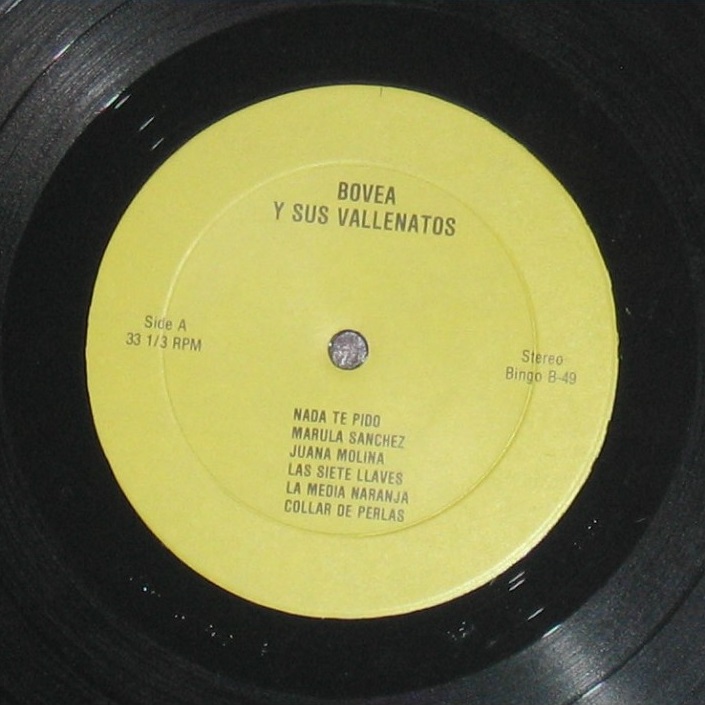 BOVEA
Y SUS VALLENATOS
Side A
33 1/3 RPM
Stereo
Bingo B-49
NADA TE PIDO
MARULA SANCHEZ
JUANA MOLINA
LAS SIETE LLAVES
LA MEDIA NARANJA
COLLAR DE PERLAS